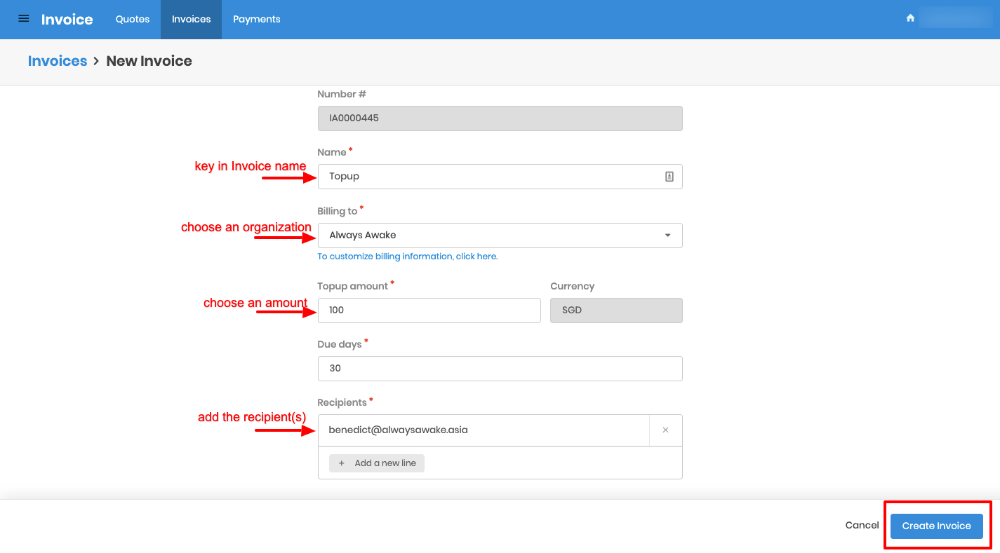 Invoice Quotes Invoices Payments
Invoices > New Invoice
Number #
IA0000445
Name *
key in Invoice name
Topup
Billing to *
choose an organization
Always Awake
To customize billing information, click here.
Topup amount * Currency
choose an amount
100 SGD
Due days *
30
Recipients *
add the recipient(s)
benedict@alwaysawake.asia ×
+ Add a new line
Cancel Create Invoice